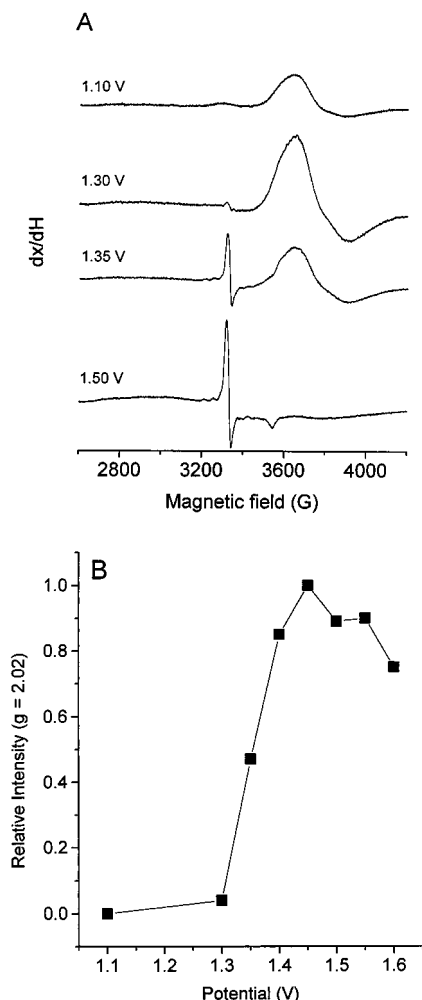 A
1.10 V
1.30 V
1.35 V
1.50 V
dx/dH
2800 3200 3600 4000
Magnetic field (G)
B
1.0
0.8
0.6
0.4
0.2
0.0
Relative Intensity (g = 2.02)
1.1 1.2 1.3 1.4 1.5 1.6
Potential (V)